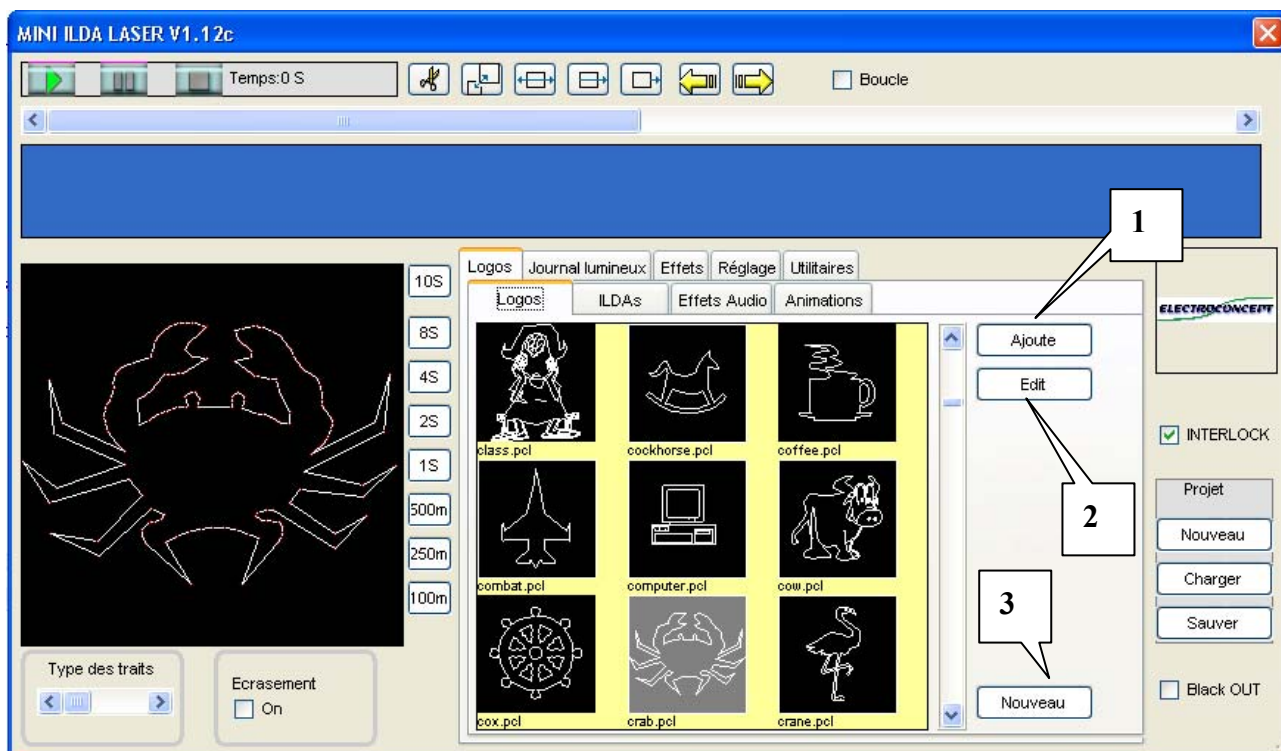 MINI ILDA LASER V1.12c
Temps:0 S
Boucle
1
Logos Journal lumineux Effets Réglage Utilitaires
Logos ILDAs Effets Audio Animations
10S
8S
4S
2S
1S
500m
250m
100m
class.pcl cockhorse.pcl coffee.pcl
combat.pcl computer.pcl cow.pcl
cox.pcl crab.pcl crane.pcl
Ajoute
Edit
2
3
Nouveau
ELECTROCONCEPT
INTERLOCK
Projet
Nouveau
Charger
Sauver
Black OUT
Type des traits
Ecrasement
On